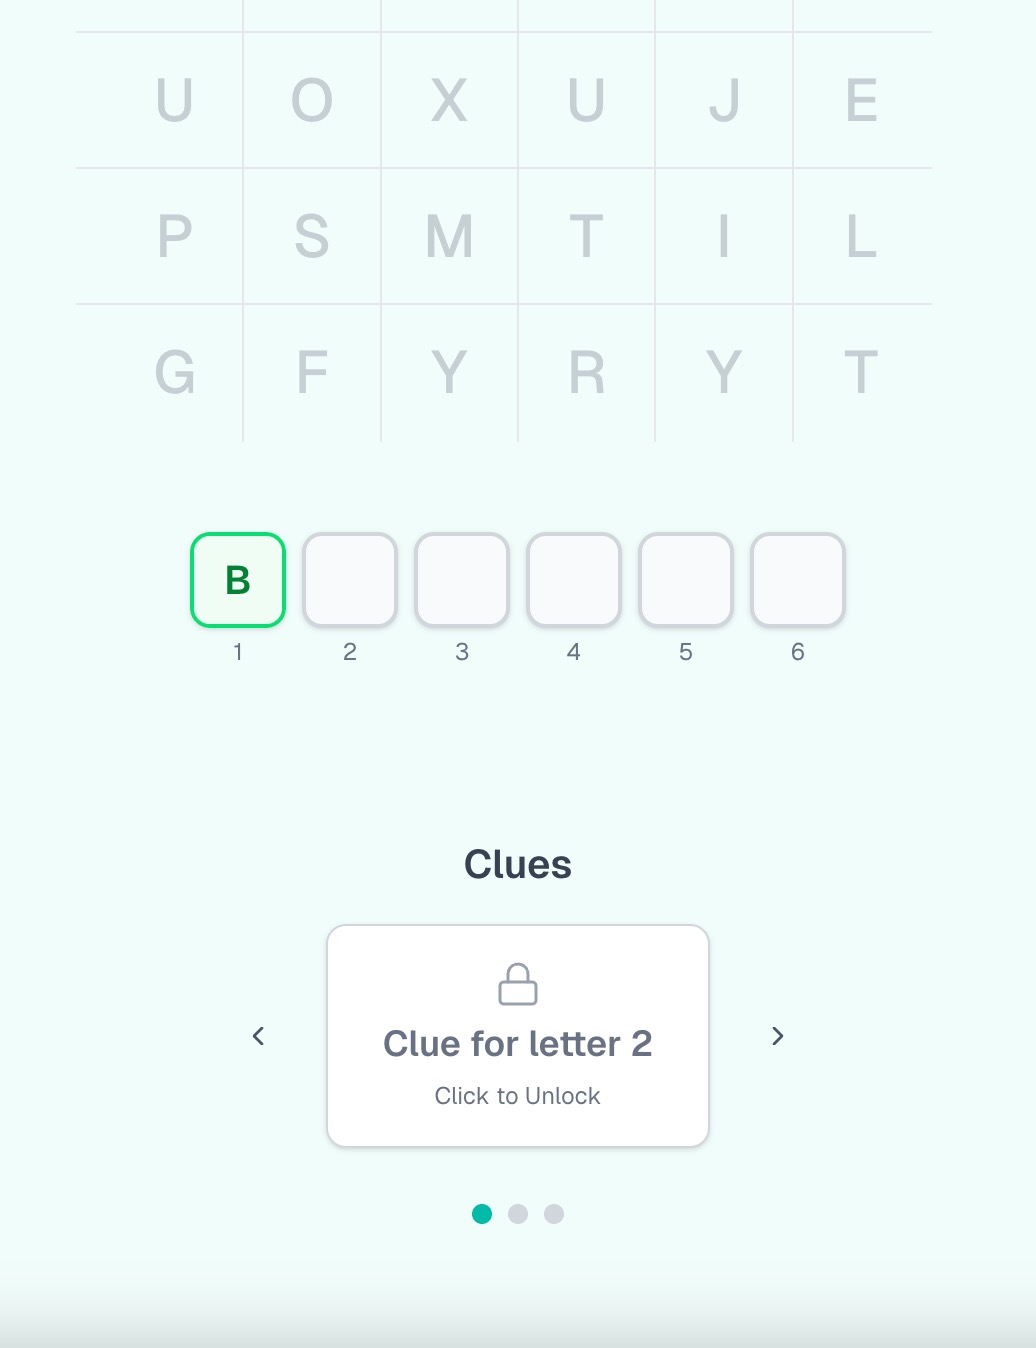 U O X U J E
P S M T I L
G F Y R Y T
B
1 2 3 4 5 6
Clues
Clue for letter 2
Click to Unlock